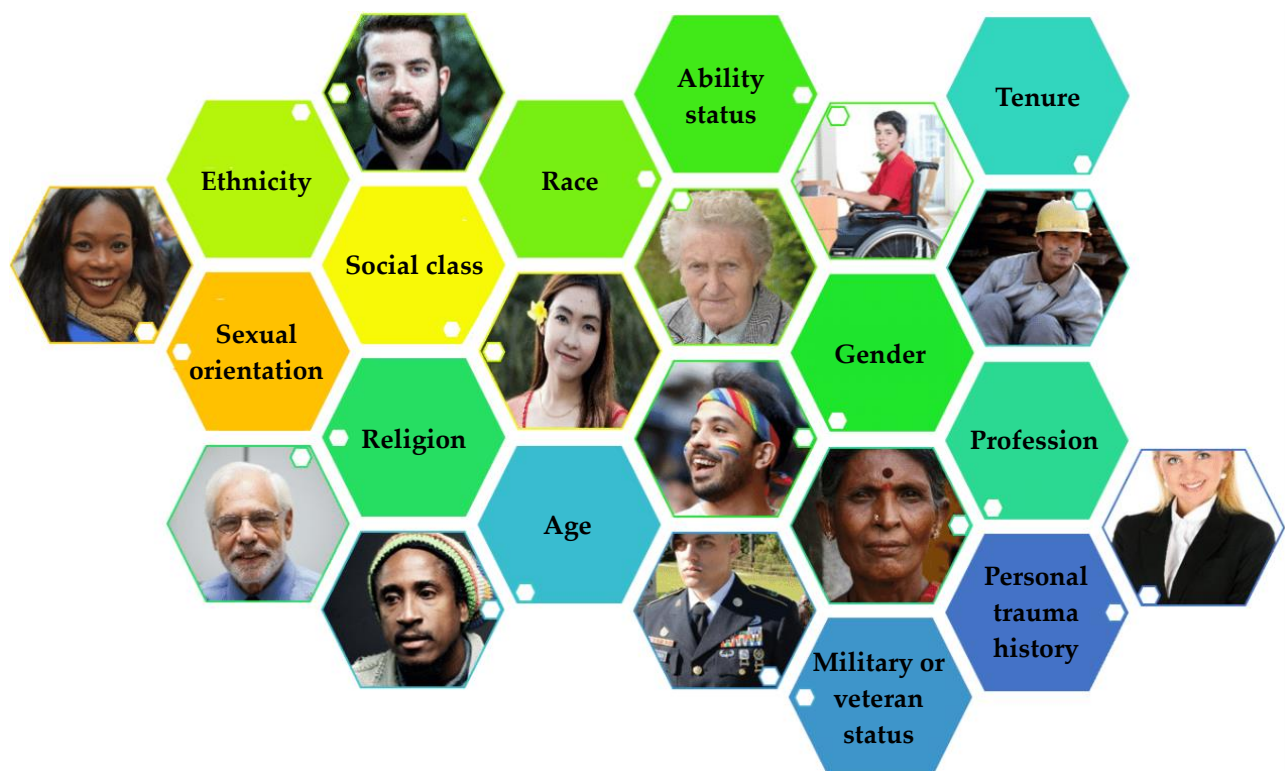 Ability
status
Tenure
Ethnicity
Race
Social class
Sexual
orientation
Gender
Religion
Profession
Age
Personal
trauma
history
Military or
veteran
status